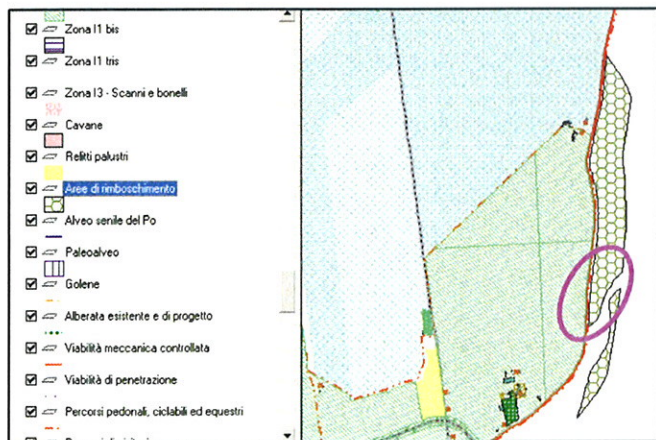 Zona I1 bis
Zona I1 tris
Zona I3 - Scanni e bonelli
Cavane
Relitti palustri
Aree di rimboschimento
Alveo senile del Po
Paleoalveo
Golene
Alberata esistente e di progetto
Viabilità meccanica controllata
Viabilità di penetrazione
Percorsi pedonali, ciclabili ed equestri